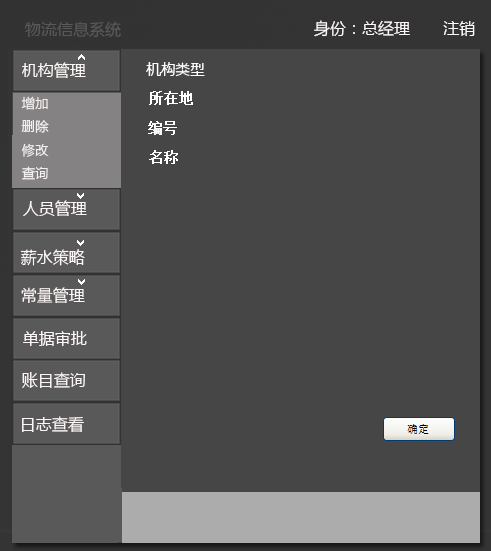 物流信息系统
身份：总经理 注销
机构管理
增加
删除
修改
查询
人员管理
薪水策略
常量管理
单据审批
账目查询
日志查看
机构类型
所在地
编号
名称
确定